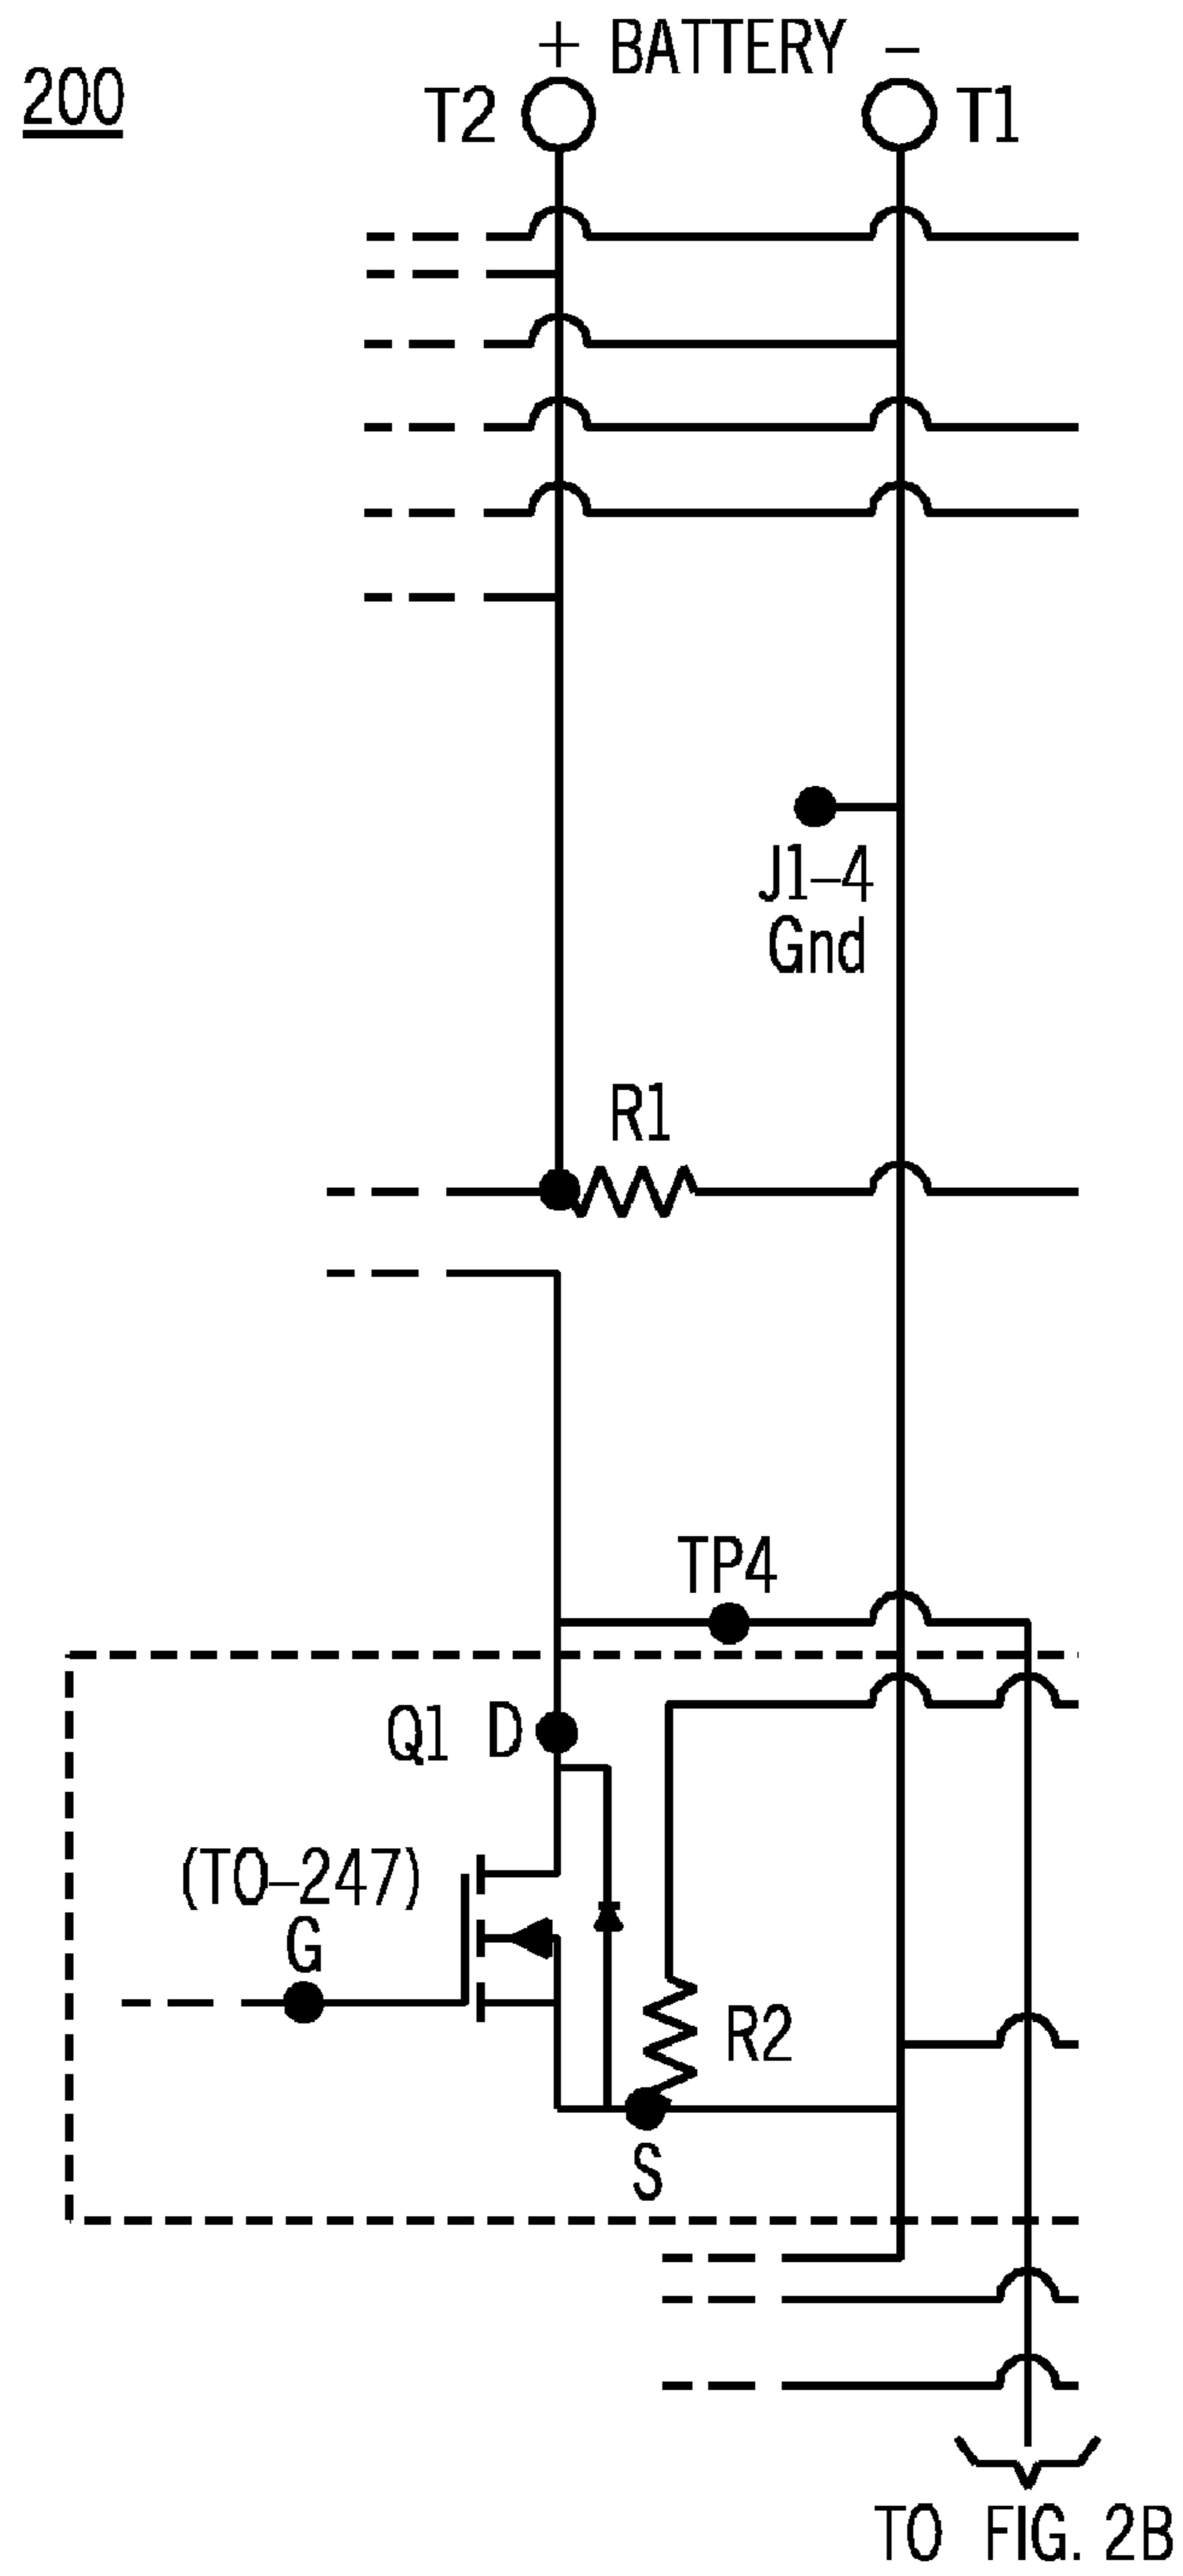 + BATTERY –
200
T2
T1
J1–4
Gnd
R1
TP4
Q1 D
(TO–247)
G
R2
S
TO FIG. 2B